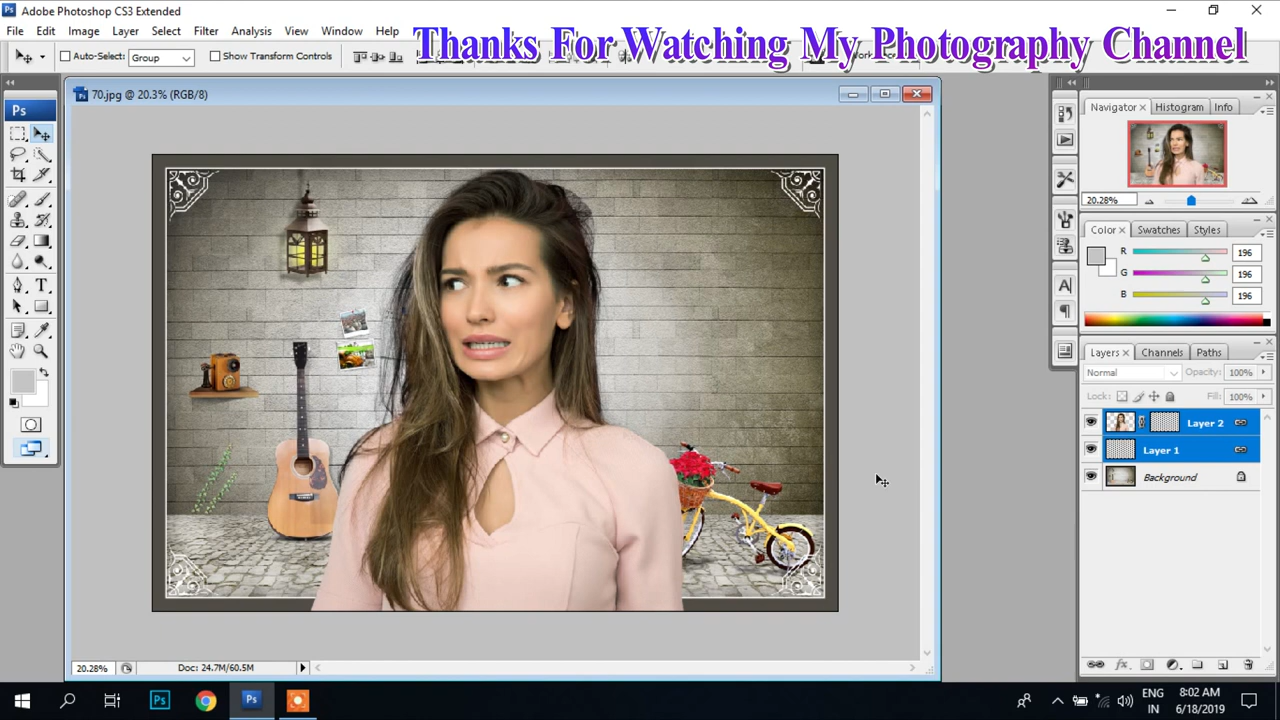 Adobe Photoshop CS3 Extended
File Edit Image Layer Select Filter Analysis View Window Help
Thanks For Watching My Photography Channel
Auto-Select: Group Show Transform Controls
Ps
70.jpg @ 20.3% (RGB/8)
Navigator Histogram Info
20.28%
Color Swatches Styles
R 196
G 196
B 196
Layers Channels Paths
Normal Opacity: 100%
Lock: Fill: 100%
Layer 2
Layer 1
Background
20.28% Doc: 24.7M/60.5M
Ps Ps
ENG 8:02 AM
IN 6/18/2019